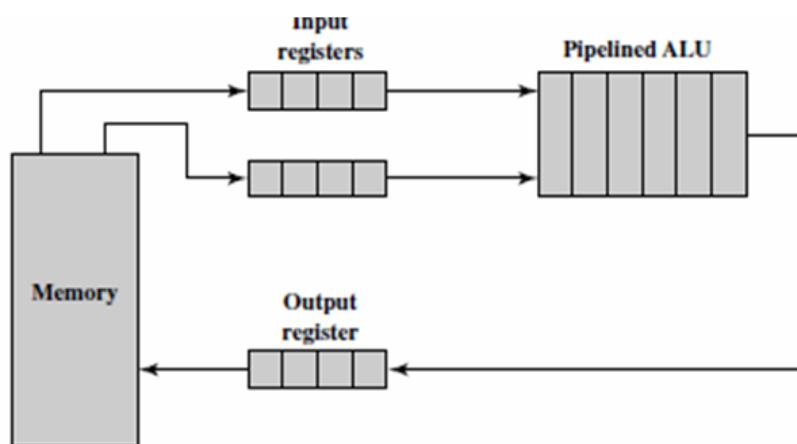 Input
registers
Pipelined ALU
Memory
Output
register